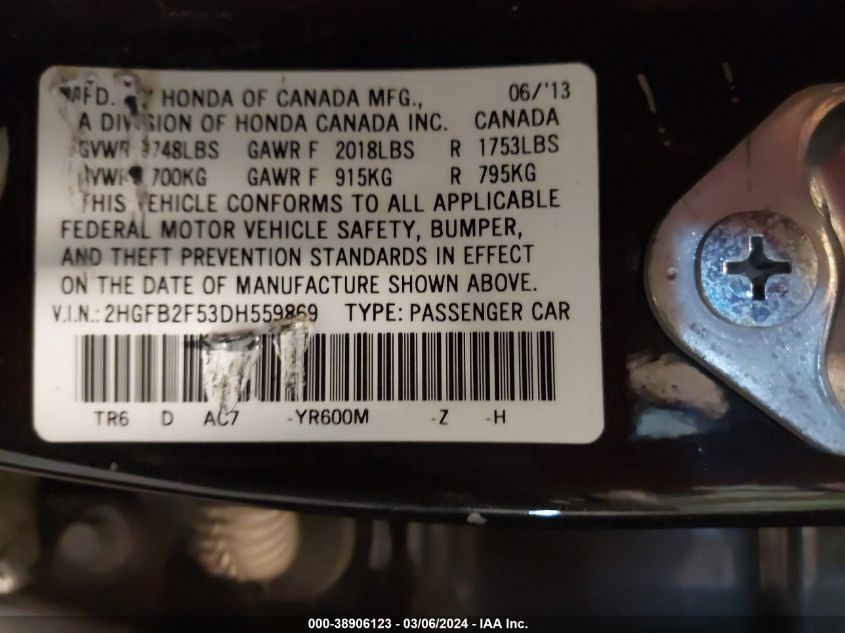 HONDA OF CANADA MFG., 06/'13
A DIVISION OF HONDA CANADA INC. CANADA
GVWR 3748LBS GAWR F 2018LBS R 1753LBS
GVWR 1700KG GAWR F 915KG R 795KG
THIS VEHICLE CONFORMS TO ALL APPLICABLE
FEDERAL MOTOR VEHICLE SAFETY, BUMPER,
AND THEFT PREVENTION STANDARDS IN EFFECT
ON THE DATE OF MANUFACTURE SHOWN ABOVE.
V.I.N.: 2HGFB2F53DH559869 TYPE: PASSENGER CAR
TR6 D AC7 -YR600M -Z -H
000-38906123 - 03/06/2024 - IAA Inc.